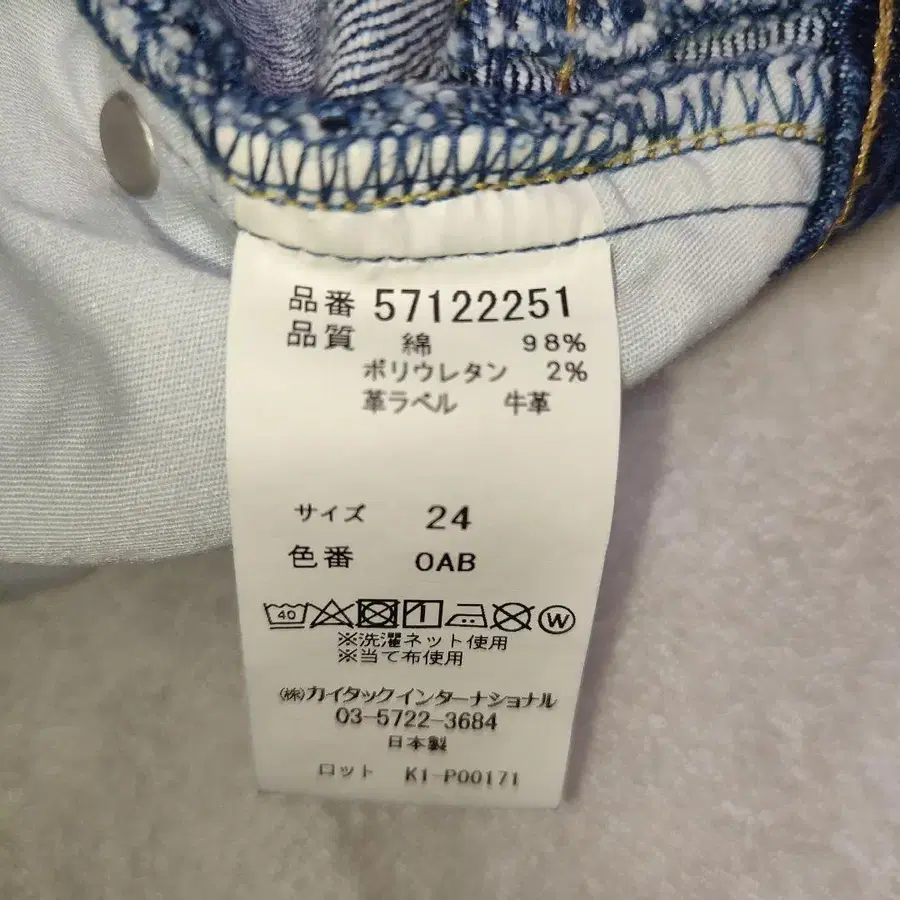 品番 57122251
品質 綿 98%
ポリウレタン 2%
革ラベル 牛革
サイズ 24
色番 0AB
40 W
※洗濯ネット使用
※当て布使用
㈱カイタックインターナショナル
03-5722-3684
日本製
ロット K1-P00171